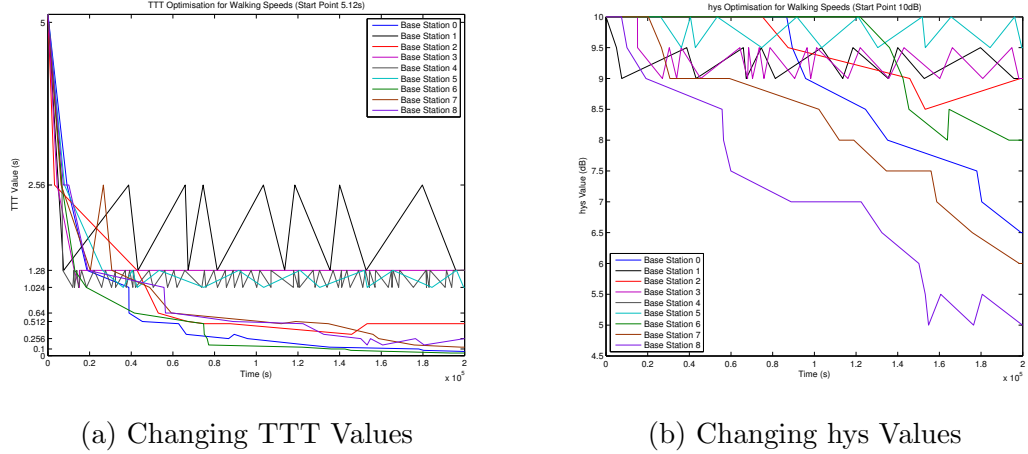 TTT Optimisation for Walking Speeds (Start Point 5.12s)
TTT Value (s)
5
2.56
1.28
1.024
0.64
0.512
0.256
0.1
0
0 0.2 0.4 0.6 0.8 1 1.2 1.4 1.6 1.8 2
x 10^5
Time (s)
Base Station 0
Base Station 1
Base Station 2
Base Station 3
Base Station 4
Base Station 5
Base Station 6
Base Station 7
Base Station 8
(a) Changing TTT Values
hys Optimisation for Walking Speeds (Start Point 10dB)
hys Value (dB)
10
9.5
9
8.5
8
7.5
7
6.5
6
5.5
5
4.5
0 0.2 0.4 0.6 0.8 1 1.2 1.4 1.6 1.8 2
x 10^5
Time (s)
Base Station 0
Base Station 1
Base Station 2
Base Station 3
Base Station 4
Base Station 5
Base Station 6
Base Station 7
Base Station 8
(b) Changing hys Values